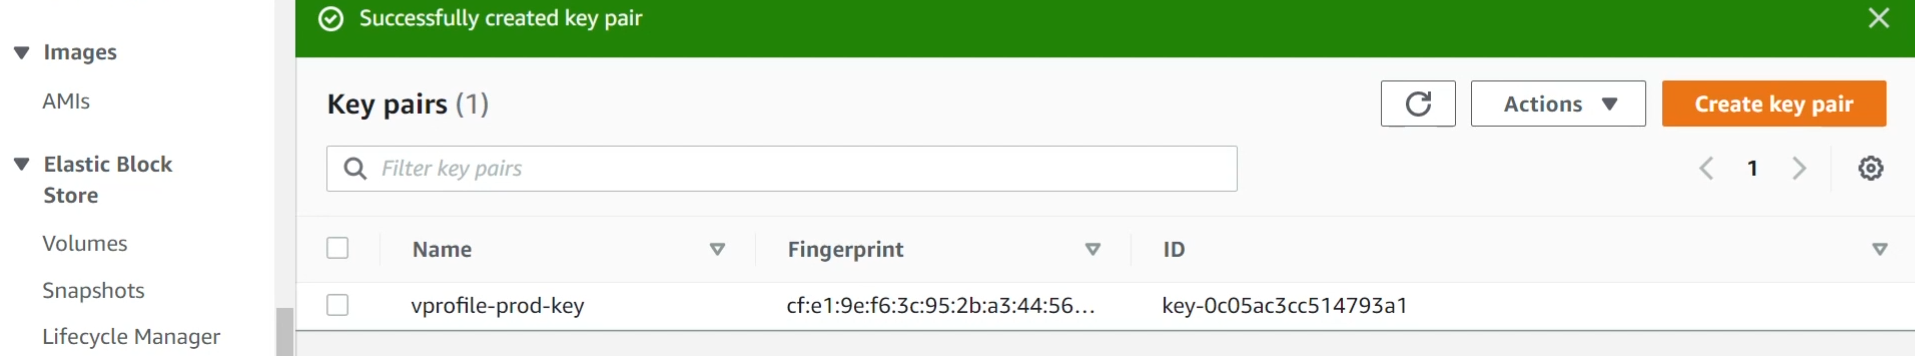 Images
AMIs
Elastic Block
Store
Volumes
Snapshots
Lifecycle Manager
Successfully created key pair
Key pairs (1)
Actions
Create key pair
Filter key pairs
1
Name Fingerprint ID
vprofile-prod-key cf:e1:9e:f6:3c:95:2b:a3:44:56... key-0c05ac3cc514793a1